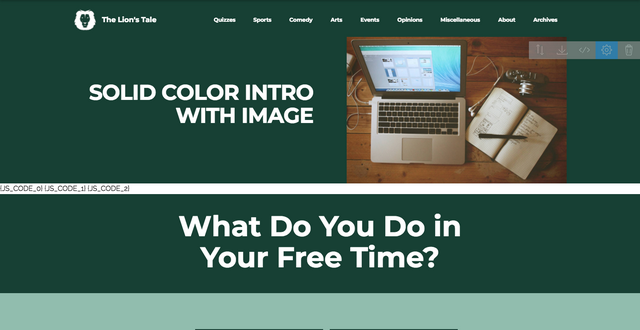 The Lion's Tale
Quizzes Sports Comedy Arts Events Opinions Miscellaneous About Archives
SOLID COLOR INTRO
WITH IMAGE
{JS_CODE_0} {JS_CODE_1} {JS_CODE_2}
What Do You Do in
Your Free Time?